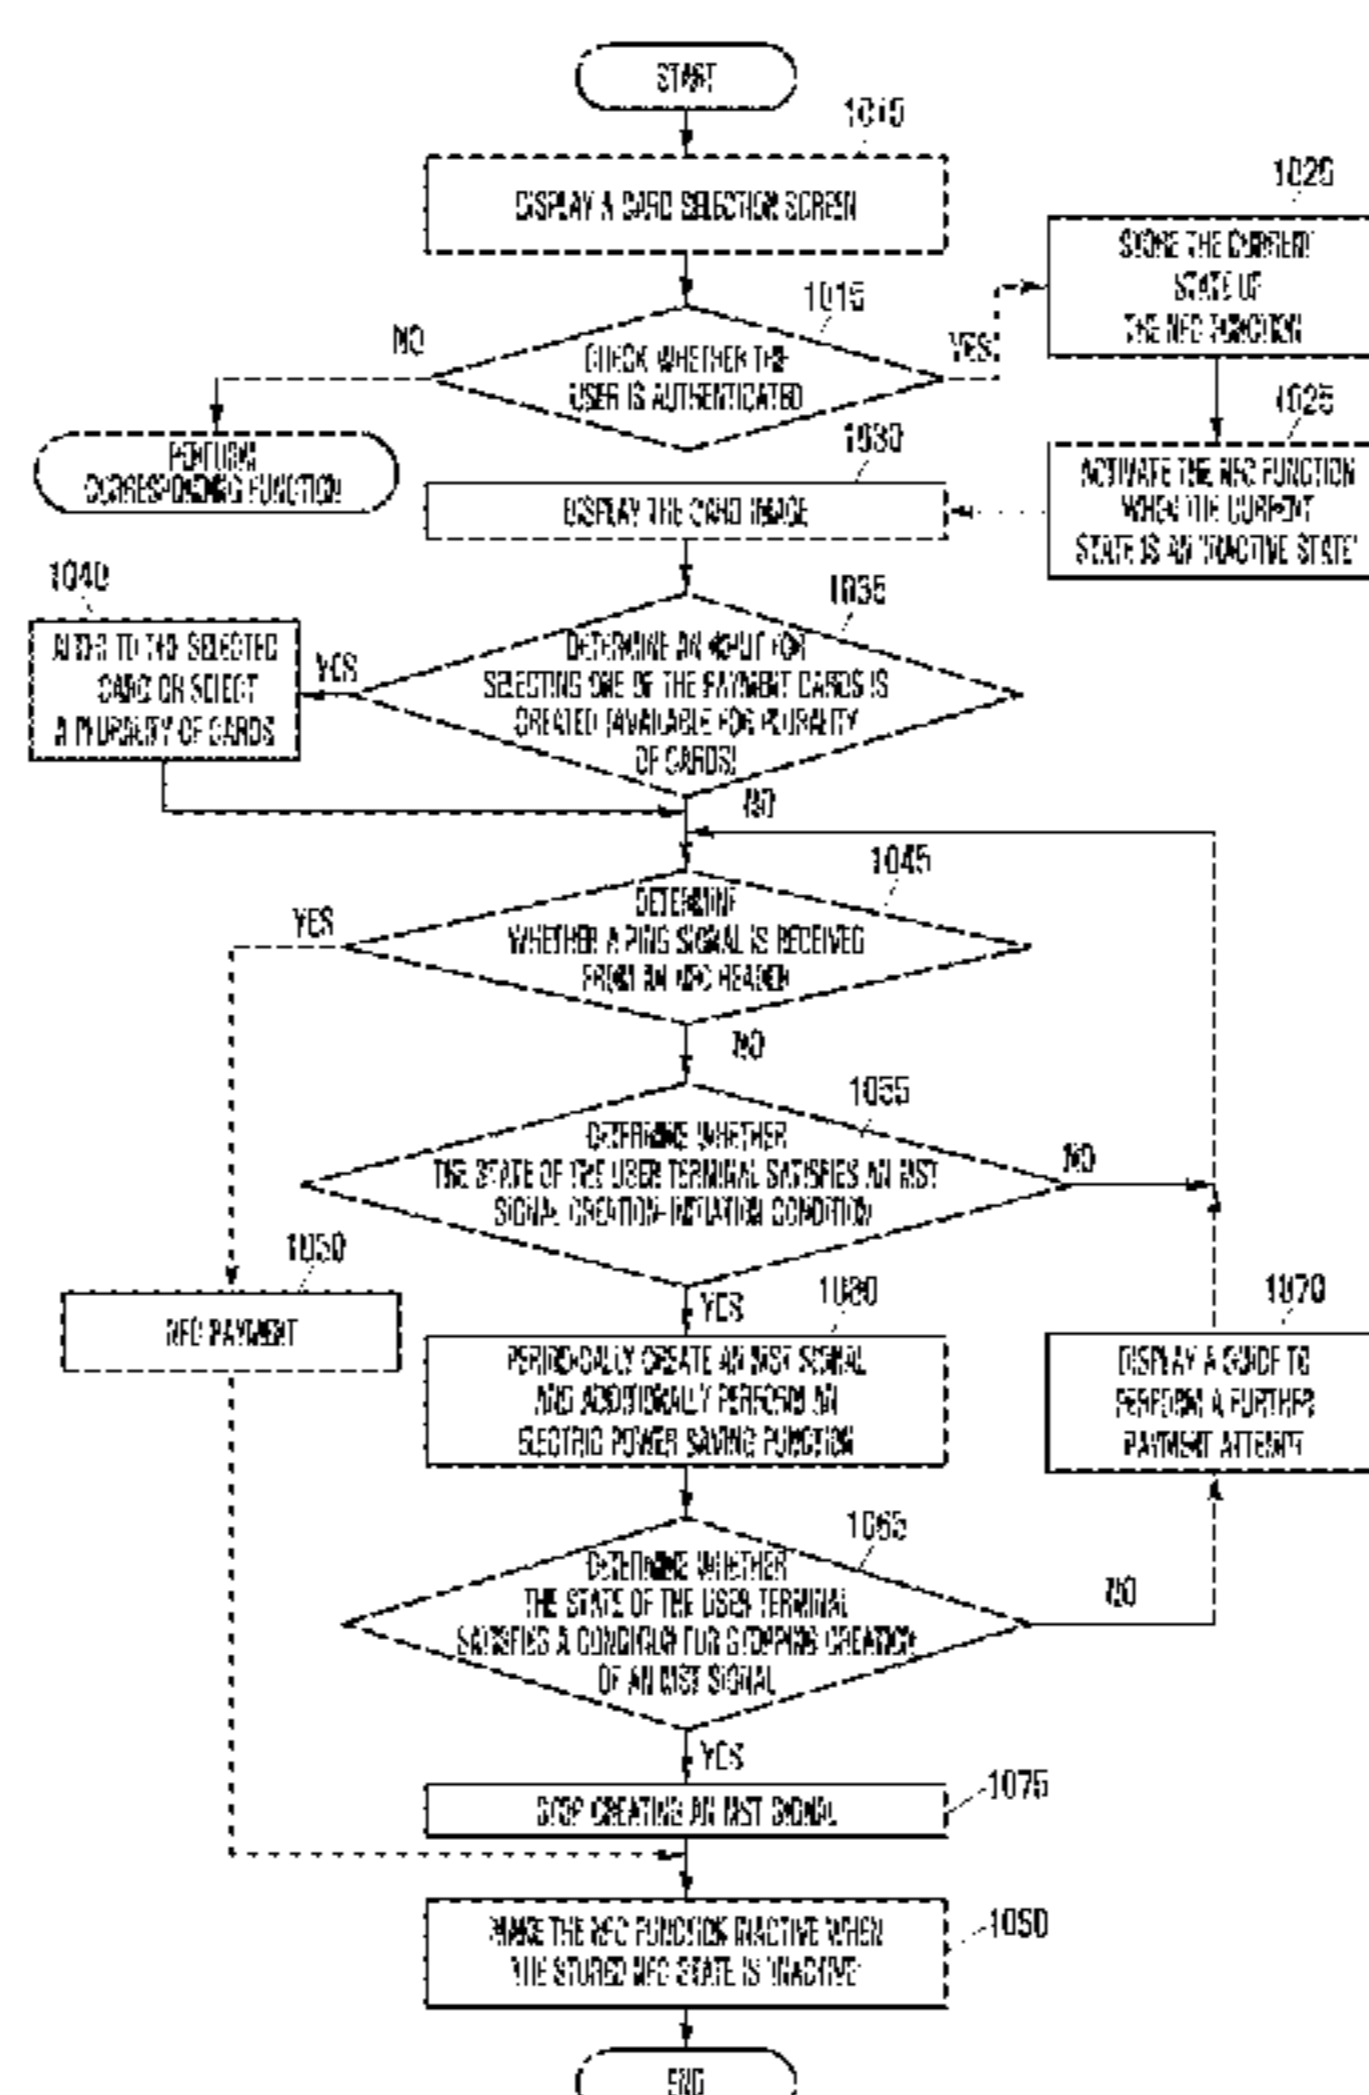 START
1010
DISPLAY A CARD SELECTION SCREEN
1015
CHECK WHETHER THE
USER IS AUTHENTICATED
NO
YES
PERFORM
CORRESPONDING FUNCTION
1020
STORE THE CURRENT
STATE OF
THE NFC FUNCTION
1025
ACTIVATE THE NFC FUNCTION
WHEN THE CURRENT
STATE IS AN 'INACTIVE STATE'
1030
DISPLAY THE CARD IMAGE
1035
DETERMINE AN INPUT FOR
SELECTING ONE OF THE PAYMENT CARDS IS
CREATED (AVAILABLE FOR PLURALITY
OF CARDS)
YES
1040
ALTER TO THE SELECTED
CARD OR SELECT
A PLURALITY OF CARDS
NO
1045
DETERMINE
WHETHER A PING SIGNAL IS RECEIVED
FROM AN NFC READER
YES
NO
1055
DETERMINE WHETHER
THE STATE OF THE USER TERMINAL SATISFIES AN MST
SIGNAL CREATION-INITIATION CONDITION
NO
YES
1050
NFC PAYMENT
1060
PERIODICALLY CREATE AN MST SIGNAL
AND ADDITIONALLY PERFORM AN
ELECTRIC POWER SAVING FUNCTION
1070
DISPLAY A GUIDE TO
PERFORM A FURTHER
PAYMENT ATTEMPT
1065
DETERMINE WHETHER
THE STATE OF THE USER TERMINAL
SATISFIES A CONDITION FOR STOPPING CREATION
OF AN MST SIGNAL
NO
YES
STOP CREATING AN MST SIGNAL
1075
MAKE THE NFC FUNCTION INACTIVE WHEN
THE STORED NFC STATE IS 'INACTIVE'
END